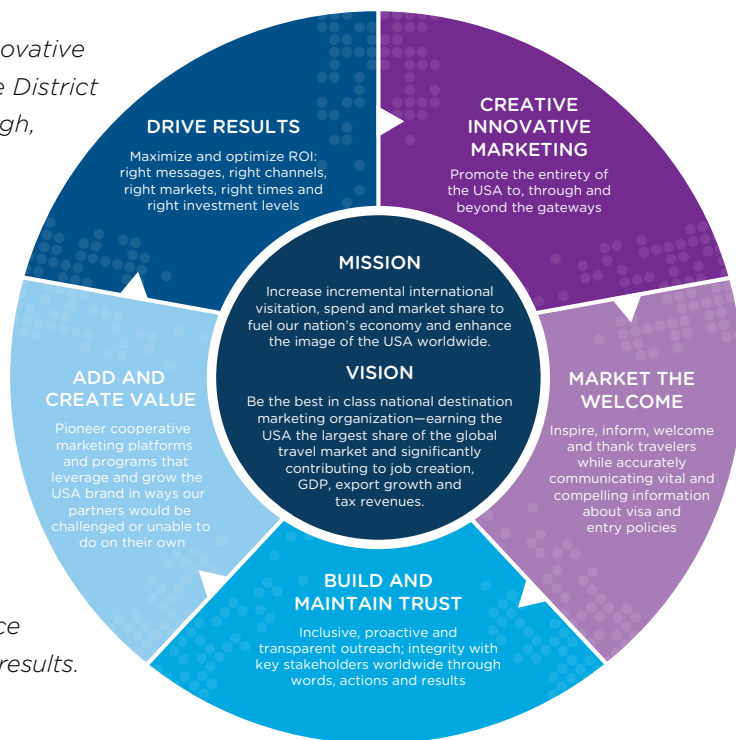 DRIVE RESULTS
Maximize and optimize ROI:
right messages, right channels,
right markets, right times and
right investment levels
CREATIVE
INNOVATIVE
MARKETING
Promote the entirety of
the USA to, through and
beyond the gateways
MISSION
Increase incremental international
visitation, spend and market share to
fuel our nation's economy and enhance
the image of the USA worldwide.
VISION
Be the best in class national destination
marketing organization—earning the
USA the largest share of the global
travel market and significantly
contributing to job creation,
GDP, export growth and
tax revenues.
ADD AND
CREATE VALUE
Pioneer cooperative
marketing platforms
and programs that
leverage and grow the
USA brand in ways our
partners would be
challenged or unable to
do on their own
MARKET THE
WELCOME
Inspire, inform, welcome
and thank travelers
while accurately
communicating vital and
compelling information
about visa and
entry policies
BUILD AND
MAINTAIN TRUST
Inclusive, proactive and
transparent outreach; integrity with
key stakeholders worldwide through
words, actions and results
District
results.